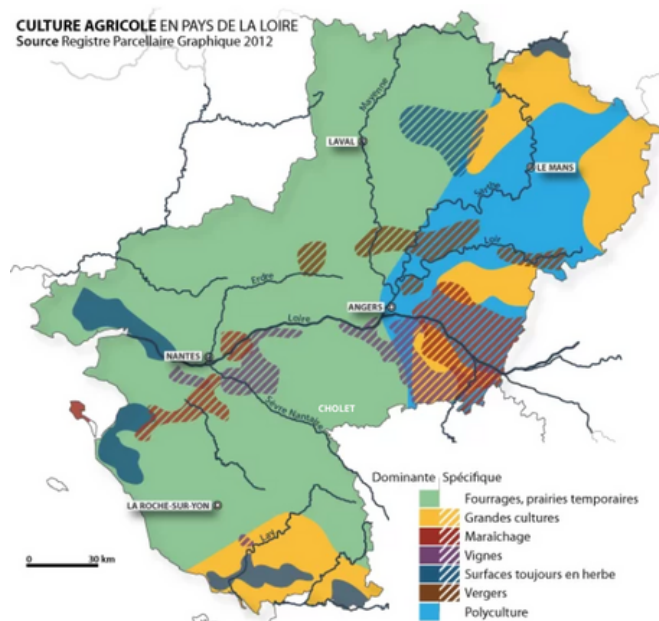 CULTURE AGRICOLE EN PAYS DE LA LOIRE
Source Registre Parcellaire Graphique 2012
Mayenne
LAVAL
LE MANS
Sarthe
Loir
Erdre
ANGERS
Loire
NANTES
Sèvre Nantaise
CHOLET
LA ROCHE-SUR-YON
Lay
0 30 km
Dominante Spécifique
Fourrages, prairies temporaires
Grandes cultures
Maraîchage
Vignes
Surfaces toujours en herbe
Vergers
Polyculture